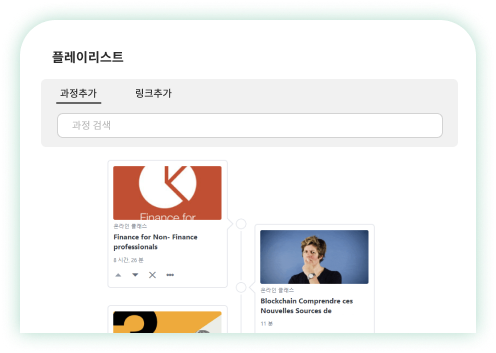 플레이리스트
과정추가
링크추가
과정 검색
Finance for
온라인 클래스
Finance for Non- Finance
professionals
8 시간, 26 분
온라인 클래스
Blockchain Comprendre ces
Nouvelles Sources de
11 분
3